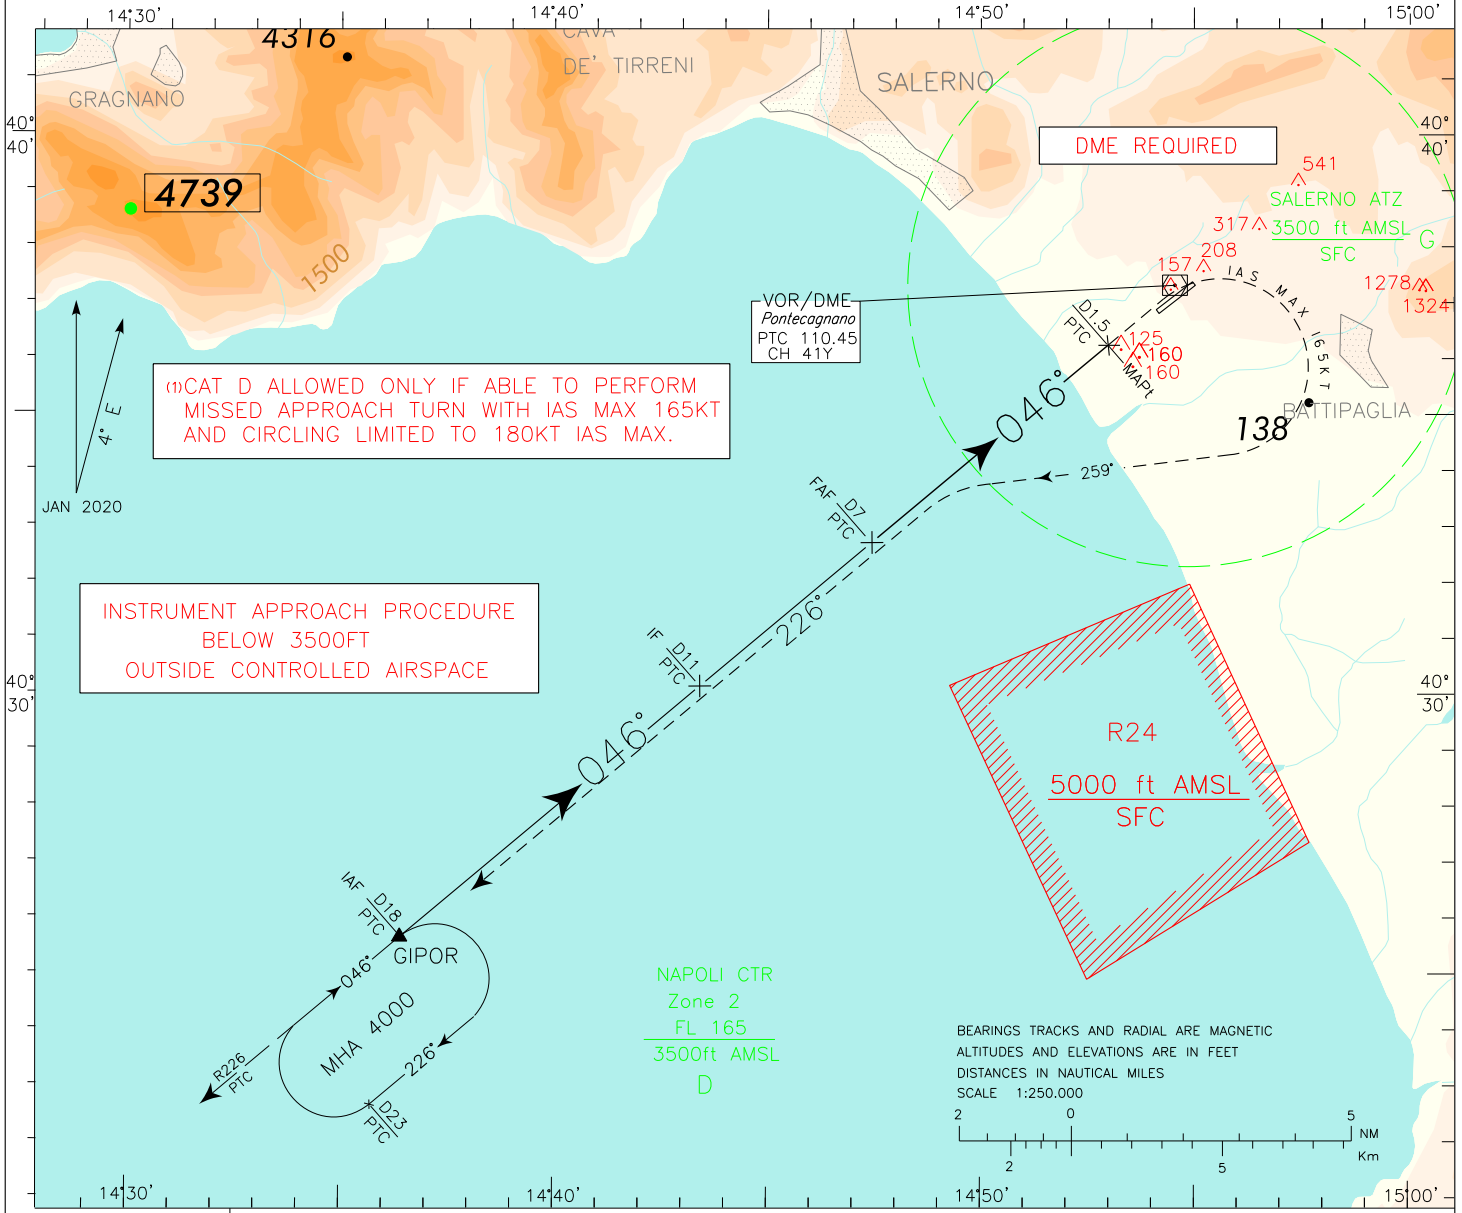 14°30'
14°40'
14°50'
15°00'
4316
CAVA
DE' TIRRENI
GRAGNANO
SALERNO
40°
40'
40°
40'
DME REQUIRED
4739
541
SALERNO ATZ
3500 ft AMSL
SFC
G
317
208
157
1500
IAS MAX 165KT
1278
1324
VOR/DME
Pontecagnano
PTC 110.45
CH 41Y
D1.5
PTC
125
160
160
MAPt
(1)CAT D ALLOWED ONLY IF ABLE TO PERFORM
MISSED APPROACH TURN WITH IAS MAX 165KT
AND CIRCLING LIMITED TO 180KT IAS MAX.
4° E
JAN 2020
046°
BATTIPAGLIA
138
259°
FAF D7
PTC
INSTRUMENT APPROACH PROCEDURE
BELOW 3500FT
OUTSIDE CONTROLLED AIRSPACE
226°
IF D11
PTC
40°
30'
40°
30'
046°
R24
5000 ft AMSL
SFC
IAF D18
PTC
GIPOR
046°
MHA 4000
226°
R226
PTC
D23
PTC
NAPOLI CTR
Zone 2
FL 165
3500ft AMSL
D
BEARINGS TRACKS AND RADIAL ARE MAGNETIC
ALTITUDES AND ELEVATIONS ARE IN FEET
DISTANCES IN NAUTICAL MILES
SCALE 1:250.000
2 0 5
NM
Km
2 5
14°30'
14°40'
14°50'
15°00'